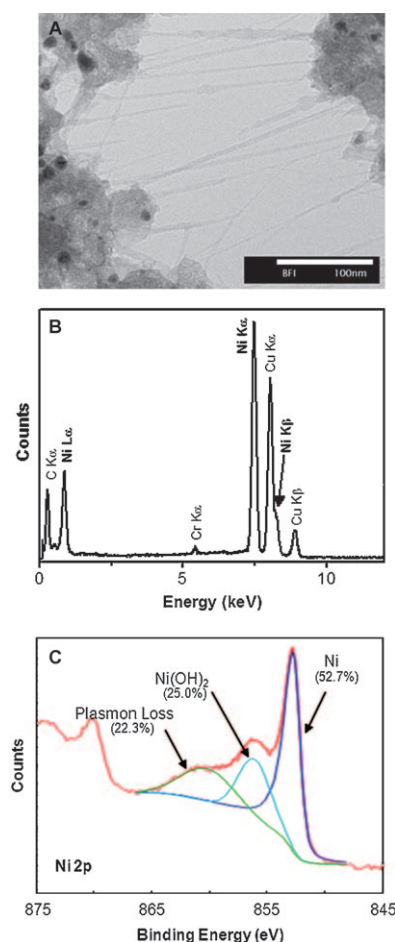 A
BFI 100nm
B
Counts
C Kα
Ni Lα
Cr Kα
Ni Kα
Cu Kα
Ni Kβ
Cu Kβ
0 5 10
Energy (keV)
C
Counts
Plasmon Loss
(22.3%)
Ni(OH)₂
(25.0%)
Ni
(52.7%)
Ni 2p
875 865 855 845
Binding Energy (eV)